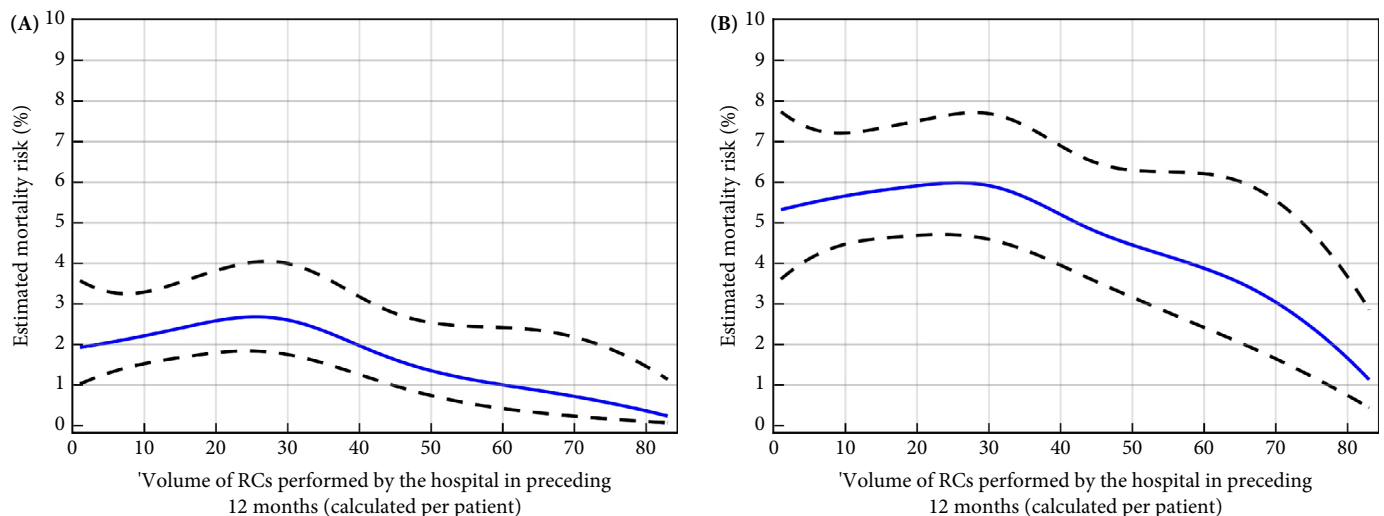 (A)
Estimated mortality risk (%)
10
9
8
7
6
5
4
3
2
1
0
0 10 20 30 40 50 60 70 80
'Volume of RCs performed by the hospital in preceding
12 months (calculated per patient)
(B)
Estimated mortality risk (%)
10
9
8
7
6
5
4
3
2
1
0
0 10 20 30 40 50 60 70 80
'Volume of RCs performed by the hospital in preceding
12 months (calculated per patient)